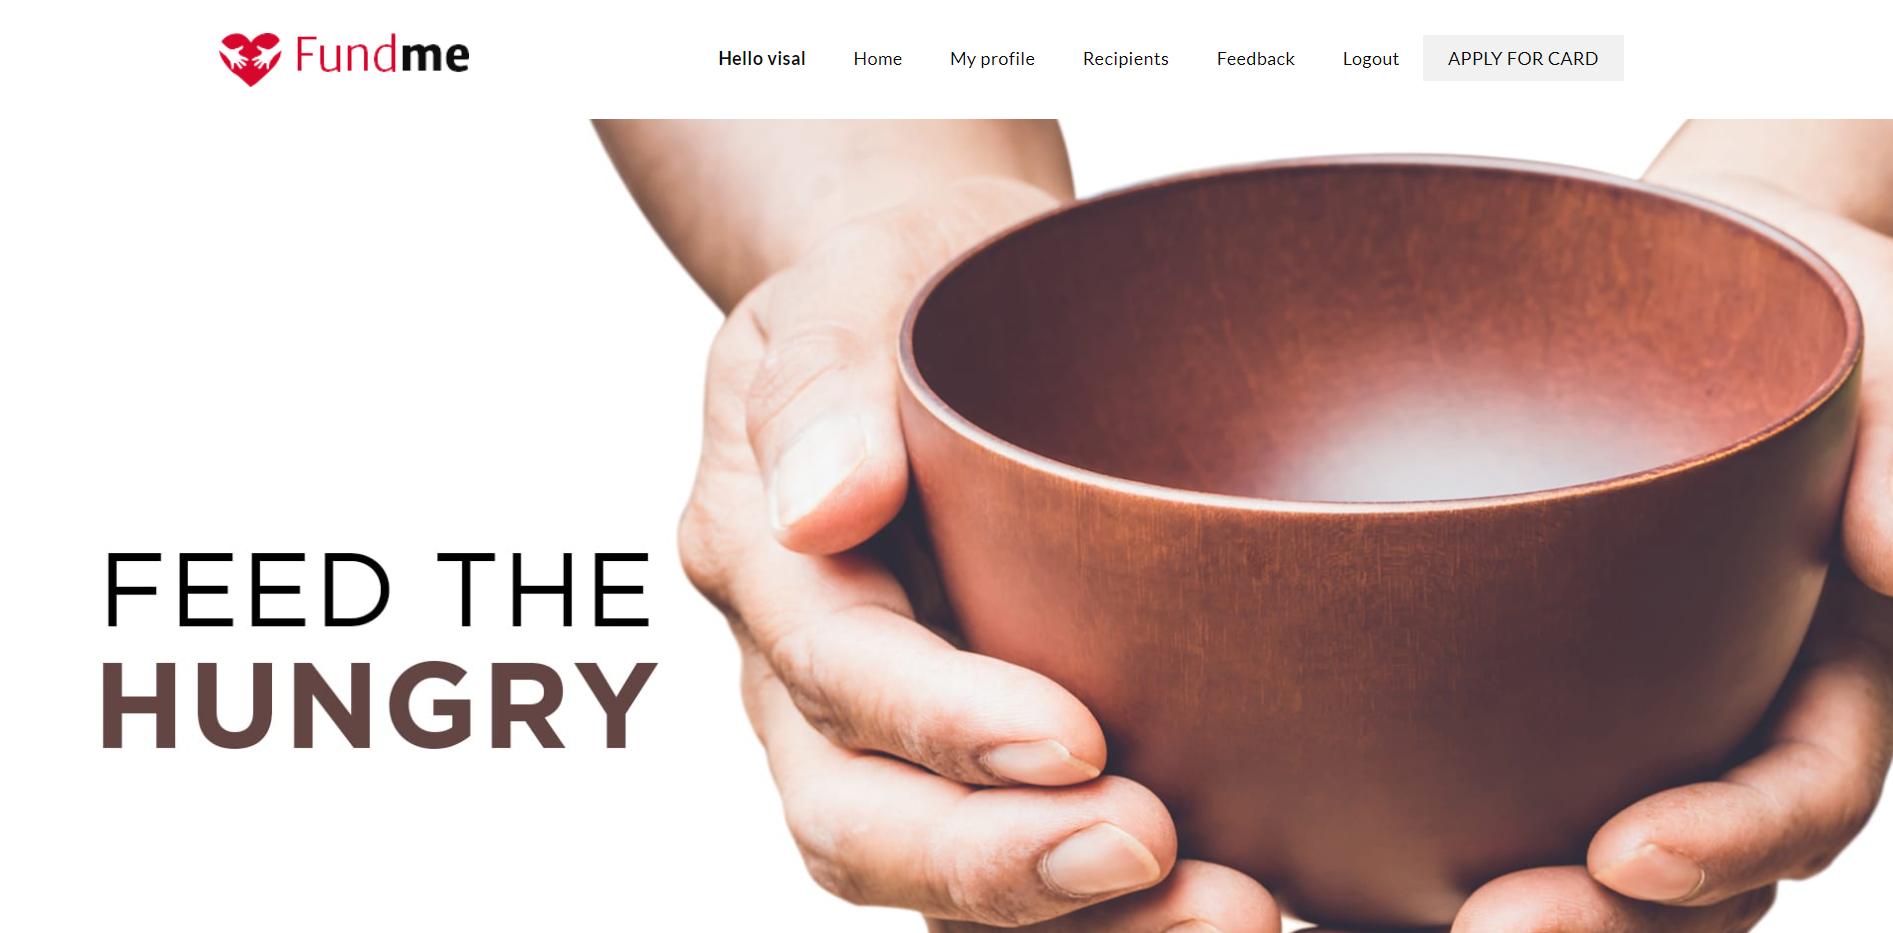 Fundme
Hello visal
Home
My profile
Recipients
Feedback
Logout
APPLY FOR CARD
FEED THE
HUNGRY